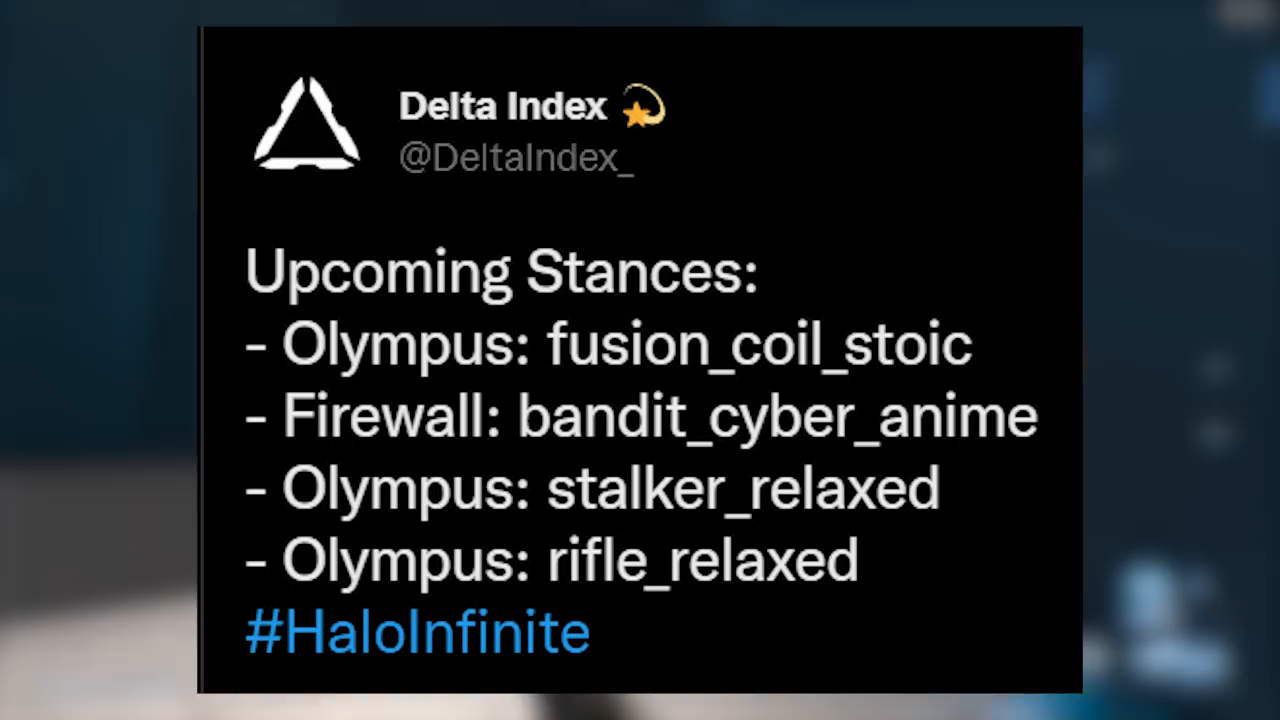 Delta Index 💫
@DeltaIndex_
Upcoming Stances:
- Olympus: fusion_coil_stoic
- Firewall: bandit_cyber_anime
- Olympus: stalker_relaxed
- Olympus: rifle_relaxed
#HaloInfinite